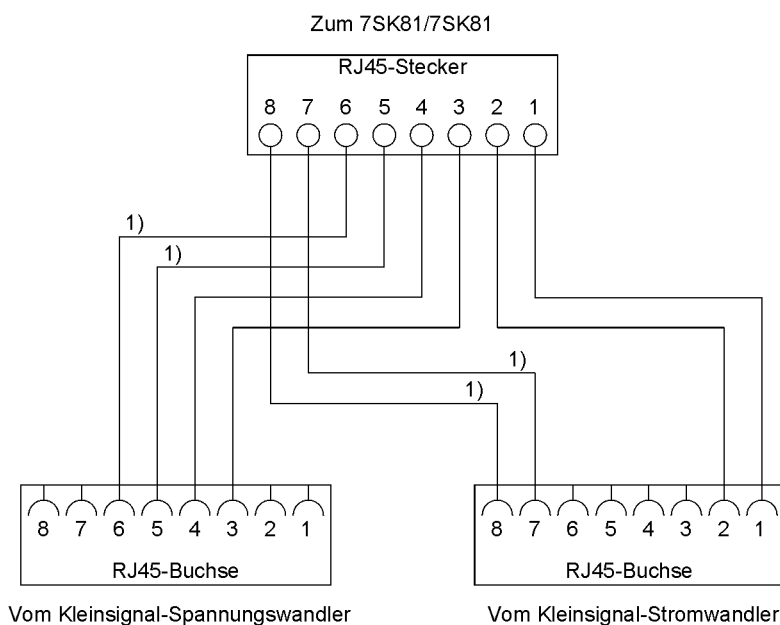 Zum 7SK81/7SK81
RJ45-Stecker
8 7 6 5 4 3 2 1
1)
1)
1)
1)
8 7 6 5 4 3 2 1
8 7 6 5 4 3 2 1
RJ45-Buchse
RJ45-Buchse
Vom Kleinsignal-Spannungswandler
Vom Kleinsignal-Stromwandler